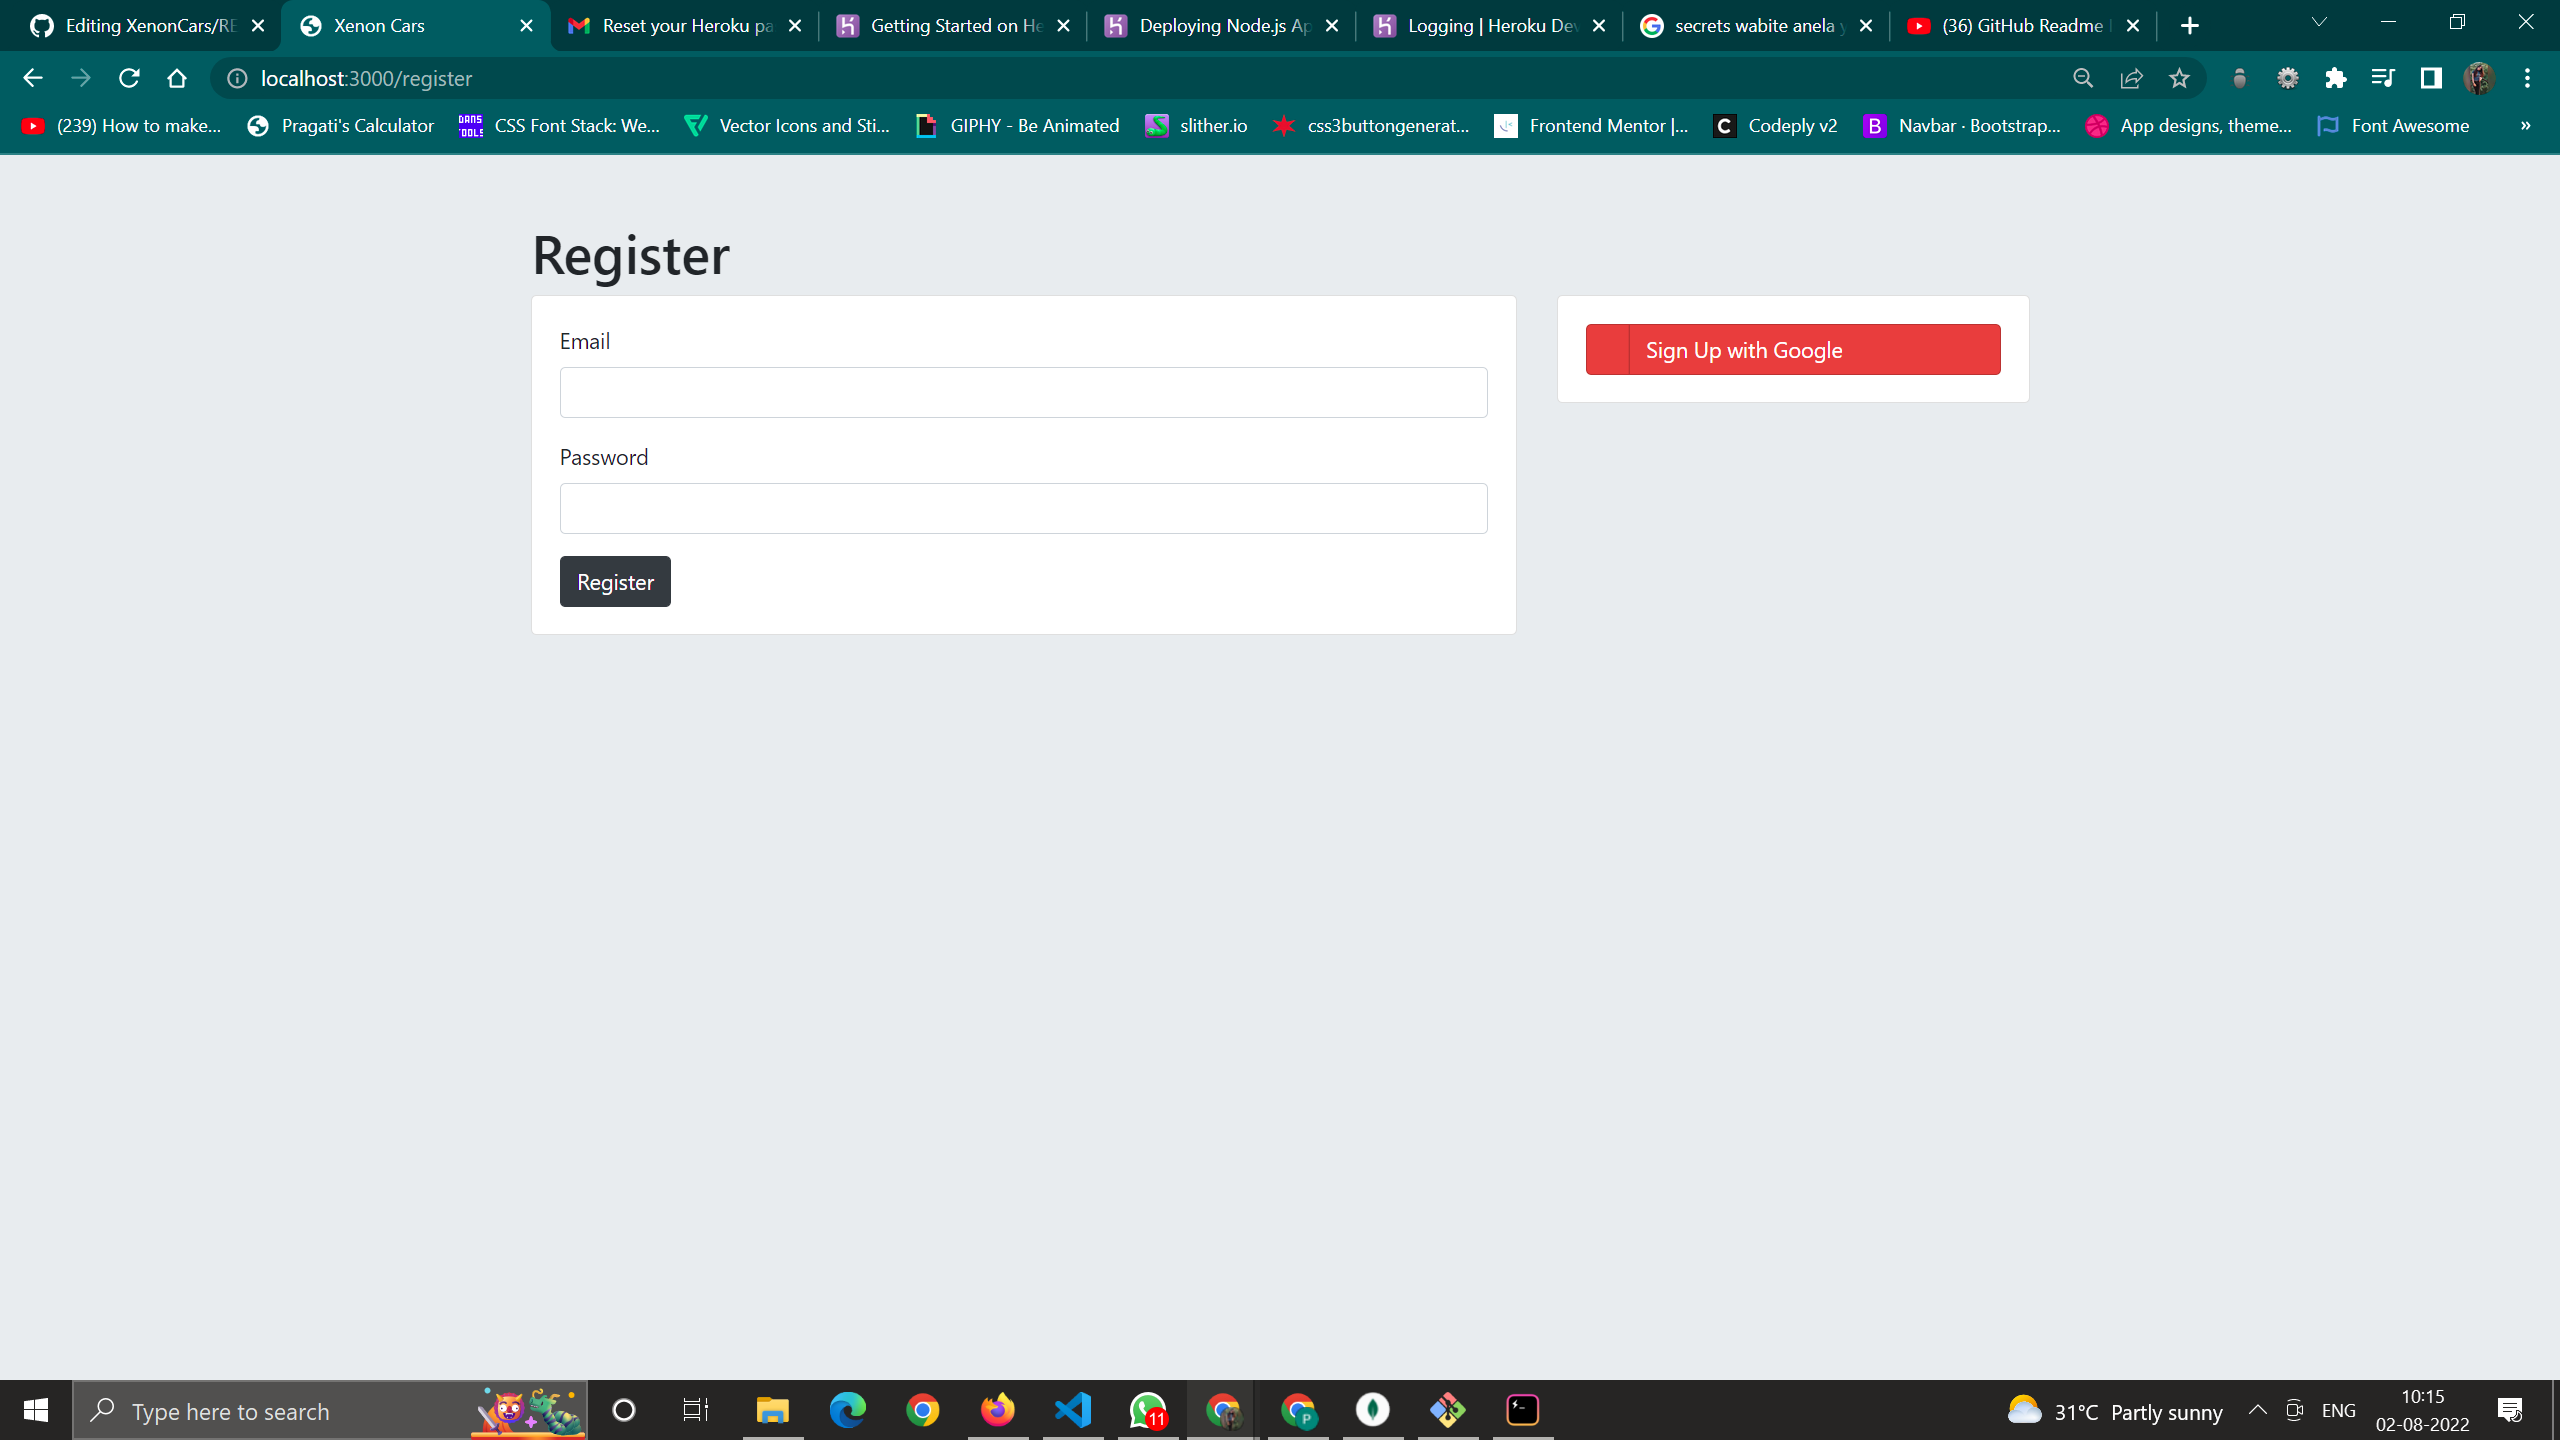 Editing XenonCars/RE
Xenon Cars
Reset your Heroku pa
Getting Started on He
Deploying Node.js Ap
Logging | Heroku Dev
secrets wabite anela y
(36) GitHub Readme
localhost:3000/register
(239) How to make...
Pragati's Calculator
DANS TOOLS
CSS Font Stack: We...
Vector Icons and Sti...
GIPHY - Be Animated
slither.io
css3buttongenerat...
Frontend Mentor |...
Codeply v2
Navbar · Bootstrap...
App designs, theme...
Font Awesome
»
Register
Email
Sign Up with Google
Password
Register
Type here to search
11
P
31°C Partly sunny
ENG
10:15
02-08-2022